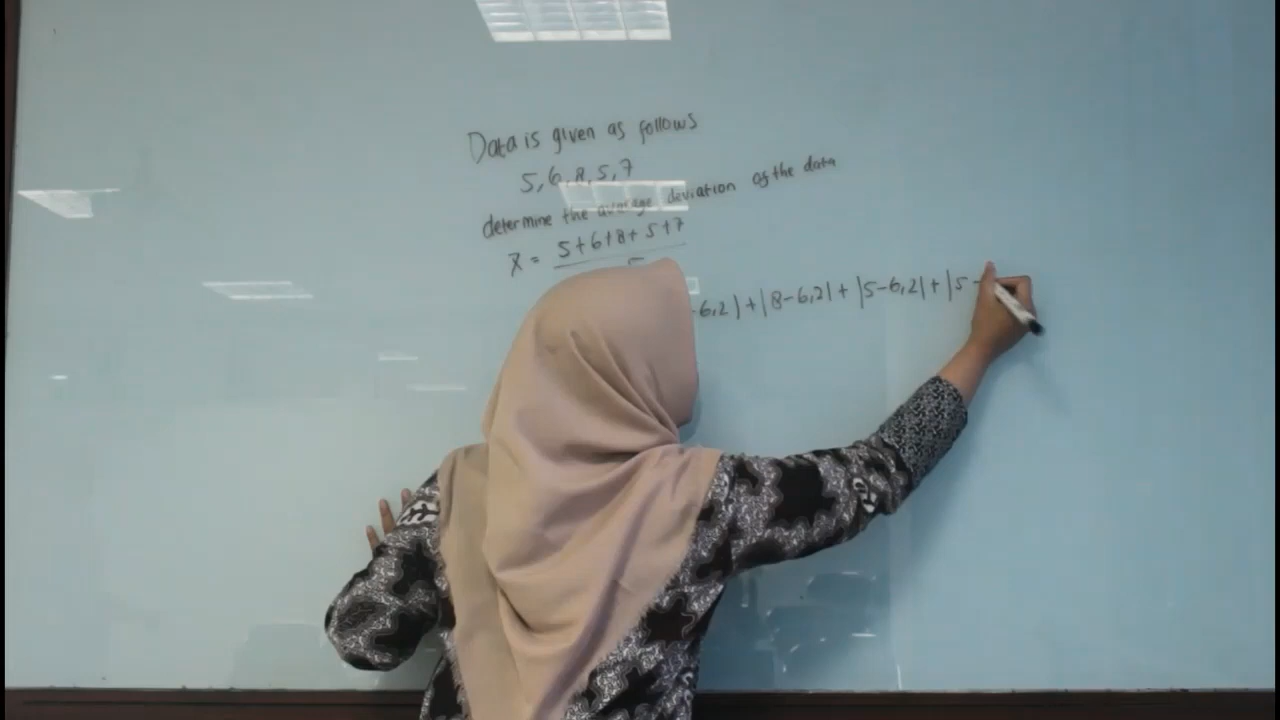 Data is given as follows
5,6,8,5,7
determine the average deviation of the data
x̄ = 5+6+8+5+7
-6,2|+|8-6,2|+|5-6,2|+|5-